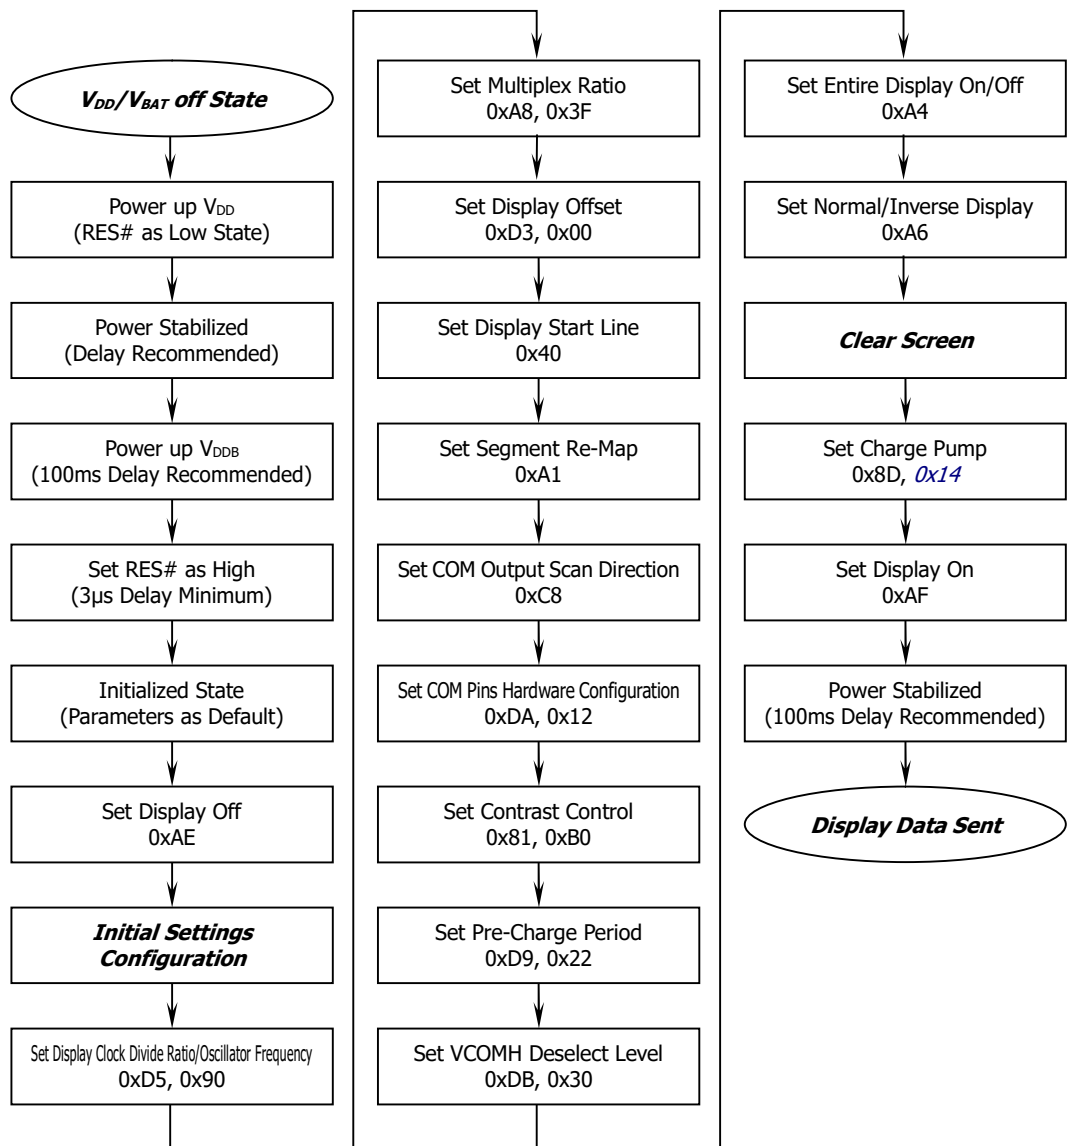 VDD/VBAT off State
Power up VDD
(RES# as Low State)
Power Stabilized
(Delay Recommended)
Power up VDDB
(100ms Delay Recommended)
Set RES# as High
(3μs Delay Minimum)
Initialized State
(Parameters as Default)
Set Display Off
0xAE
Initial Settings
Configuration
Set Display Clock Divide Ratio/Oscillator Frequency
0xD5, 0x90
Set Multiplex Ratio
0xA8, 0x3F
Set Display Offset
0xD3, 0x00
Set Display Start Line
0x40
Set Segment Re-Map
0xA1
Set COM Output Scan Direction
0xC8
Set COM Pins Hardware Configuration
0xDA, 0x12
Set Contrast Control
0x81, 0xB0
Set Pre-Charge Period
0xD9, 0x22
Set VCOMH Deselect Level
0xDB, 0x30
Set Entire Display On/Off
0xA4
Set Normal/Inverse Display
0xA6
Clear Screen
Set Charge Pump
0x8D, 0x14
Set Display On
0xAF
Power Stabilized
(100ms Delay Recommended)
Display Data Sent